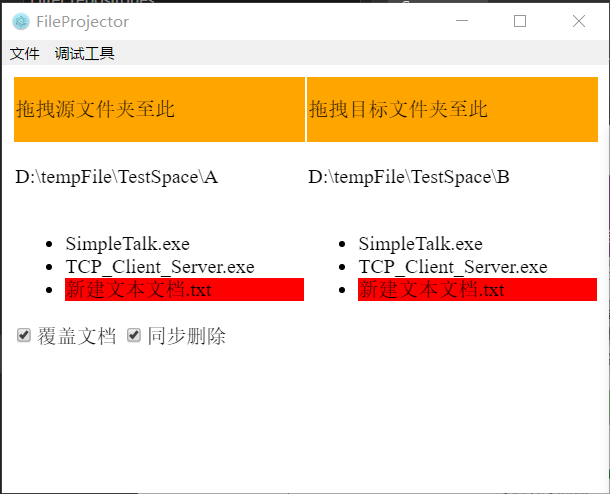 FileProjector
文件 调试工具
拖拽源文件夹至此 拖拽目标文件夹至此
D:\tempFile\TestSpace\A D:\tempFile\TestSpace\B
SimpleTalk.exe SimpleTalk.exe
TCP_Client_Server.exe TCP_Client_Server.exe
新建文本文档.txt 新建文本文档.txt
覆盖文档 同步删除